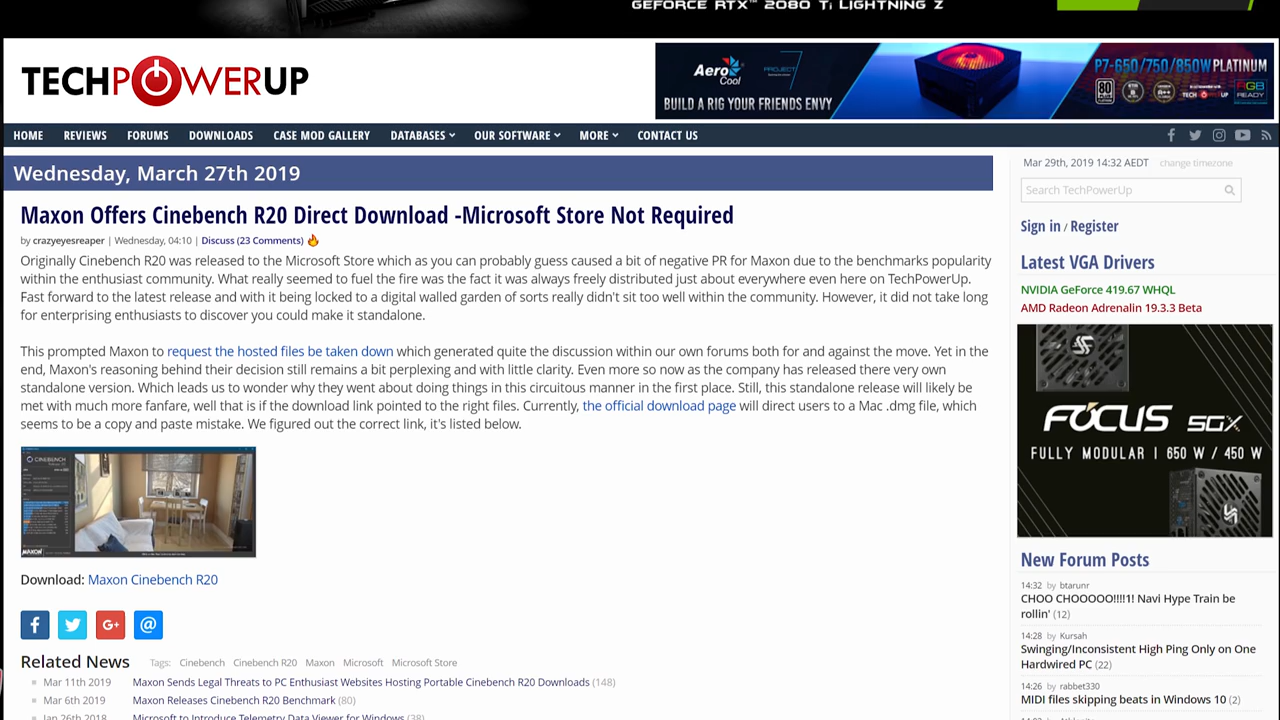 GEFORCE RTX™ 2080 Ti LIGHTNING Z
TECHPOWERUP
AeroCool
PROJECT 7
P7-650/750/850W PLATINUM
BUILD A RIG YOUR FRIENDS ENVY
80
RGB READY
HOME REVIEWS FORUMS DOWNLOADS CASE MOD GALLERY DATABASES OUR SOFTWARE MORE CONTACT US
Wednesday, March 27th 2019
Maxon Offers Cinebench R20 Direct Download -Microsoft Store Not Required
by crazyeyesreaper | Wednesday, 04:10 | Discuss (23 Comments)
Originally Cinebench R20 was released to the Microsoft Store which as you can probably guess caused a bit of negative PR for Maxon due to the benchmarks popularity
within the enthusiast community. What really seemed to fuel the fire was the fact it was always freely distributed just about everywhere even here on TechPowerUp.
Fast forward to the latest release and with it being locked to a digital walled garden of sorts really didn't sit too well within the community. However, it did not take long
for enterprising enthusiasts to discover you could make it standalone.
This prompted Maxon to request the hosted files be taken down which generated quite the discussion within our own forums both for and against the move. Yet in the
end, Maxon's reasoning behind their decision still remains a bit perplexing and with little clarity. Even more so now as the company has released there very own
standalone version. Which leads us to wonder why they went about doing things in this circuitous manner in the first place. Still, this standalone release will likely be
met with much more fanfare, well that is if the download link pointed to the right files. Currently, the official download page will direct users to a Mac .dmg file, which
seems to be a copy and paste mistake. We figured out the correct link, it's listed below.
CINEBENCH
MAXON
Download: Maxon Cinebench R20
f
G+
@
Related News Tags: Cinebench Cinebench R20 Maxon Microsoft Microsoft Store
Mar 11th 2019 Maxon Sends Legal Threats to PC Enthusiast Websites Hosting Portable Cinebench R20 Downloads (148)
Mar 6th 2019 Maxon Releases Cinebench R20 Benchmark (80)
Jan 26th 2018 Microsoft to Introduce Telemetry Data Viewer for Windows (38)
Mar 29th, 2019 14:32 AEDT change timezone
Search TechPowerUp
Sign in / Register
Latest VGA Drivers
NVIDIA GeForce 419.67 WHQL
AMD Radeon Adrenalin 19.3.3 Beta
FOCUS SGX
FULLY MODULAR | 650 W / 450 W
New Forum Posts
14:32 by btarunr
CHOO CHOOOOO!!!!1! Navi Hype Train be
rollin' (12)
14:28 by Kursah
Swinging/Inconsistent High Ping Only on One
Hardwired PC (22)
14:26 by rabbet330
MIDI files skipping beats in Windows 10 (2)